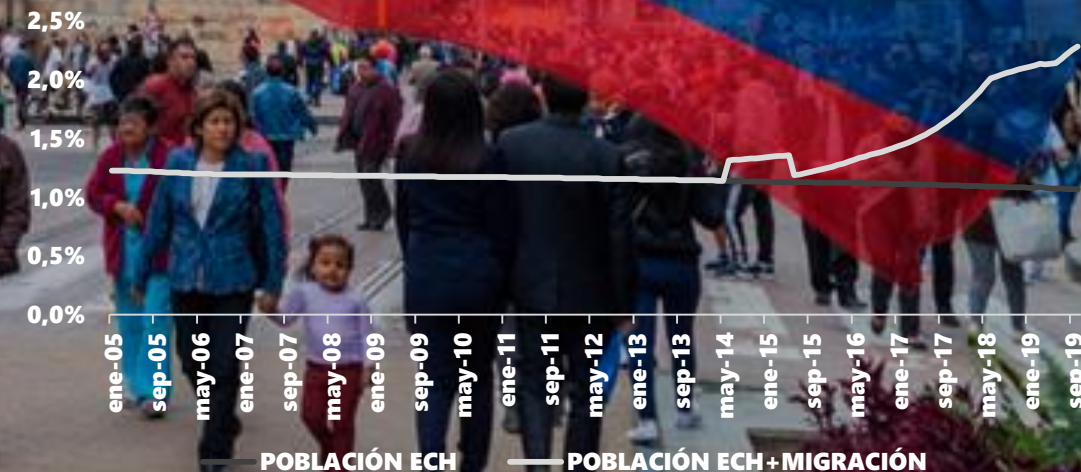 2,5%
2,0%
1,5%
1,0%
0,5%
0,0%
ene-05
sep-05
may-06
ene-07
sep-07
may-08
ene-09
sep-09
may-10
ene-11
sep-11
may-12
ene-13
sep-13
may-14
ene-15
sep-15
may-16
ene-17
sep-17
may-18
ene-19
sep-19
POBLACIÓN ECH
POBLACIÓN ECH+MIGRACIÓN